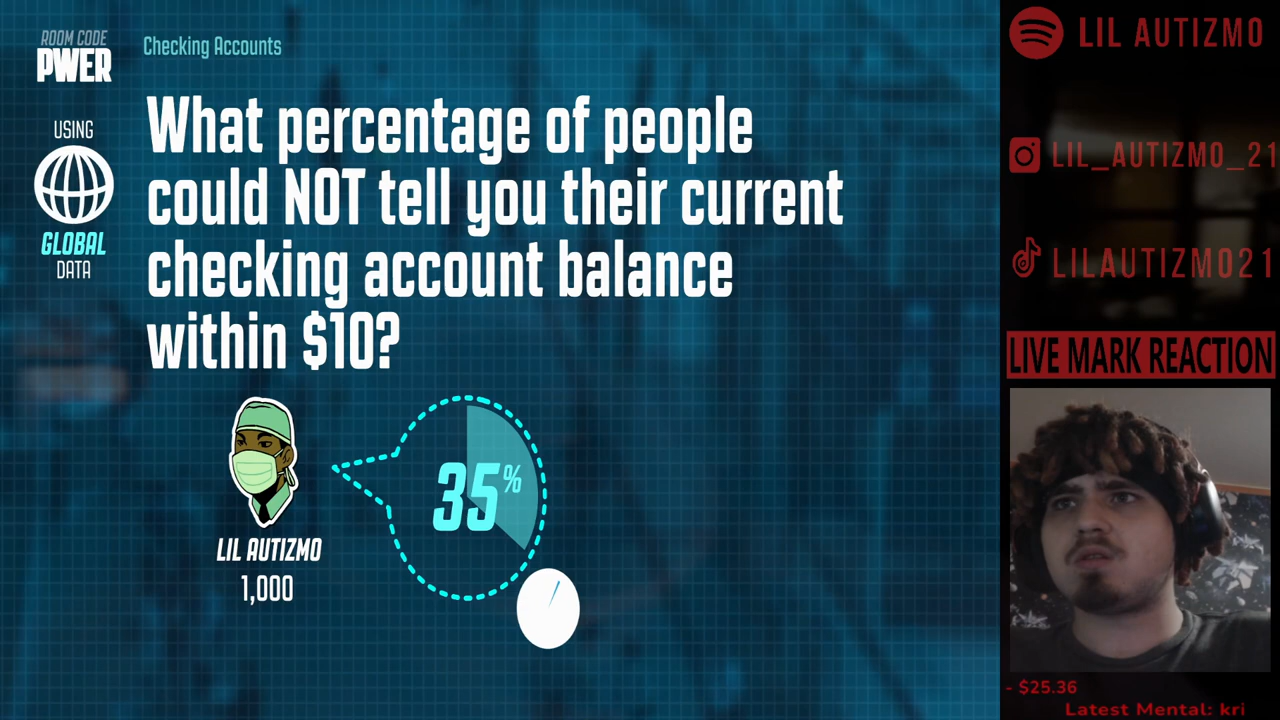 ROOM CODE
PWER
Checking Accounts
USING
GLOBAL
DATA
What percentage of people
could NOT tell you their current
checking account balance
within $10?
35%
LIL AUTIZMO
1,000
LIL AUTIZMO
LIL_AUTIZMO_21
LILAUTIZMO21
LIVE MARK REACTION
- $25.36
Latest Mental: kri